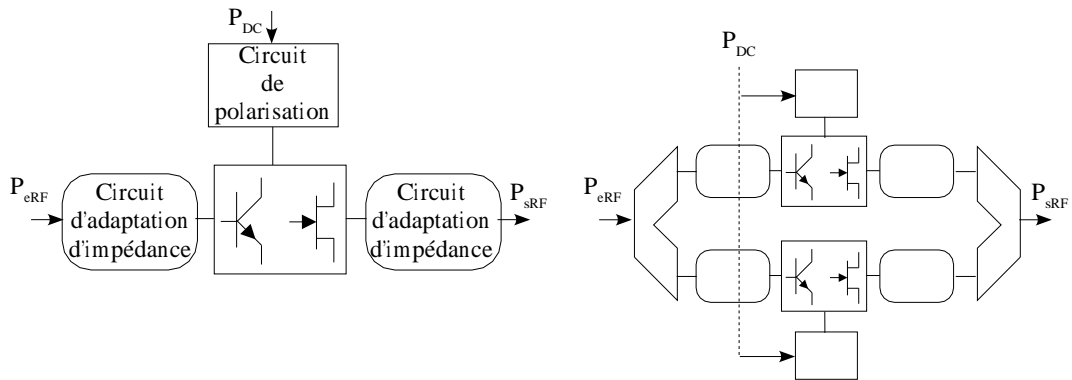 P_DC
Circuit
de
polarisation
P_eRF
Circuit
d'adaptation
d'impédance
Circuit
d'adaptation
d'impédance
P_sRF
P_DC
P_eRF
P_sRF